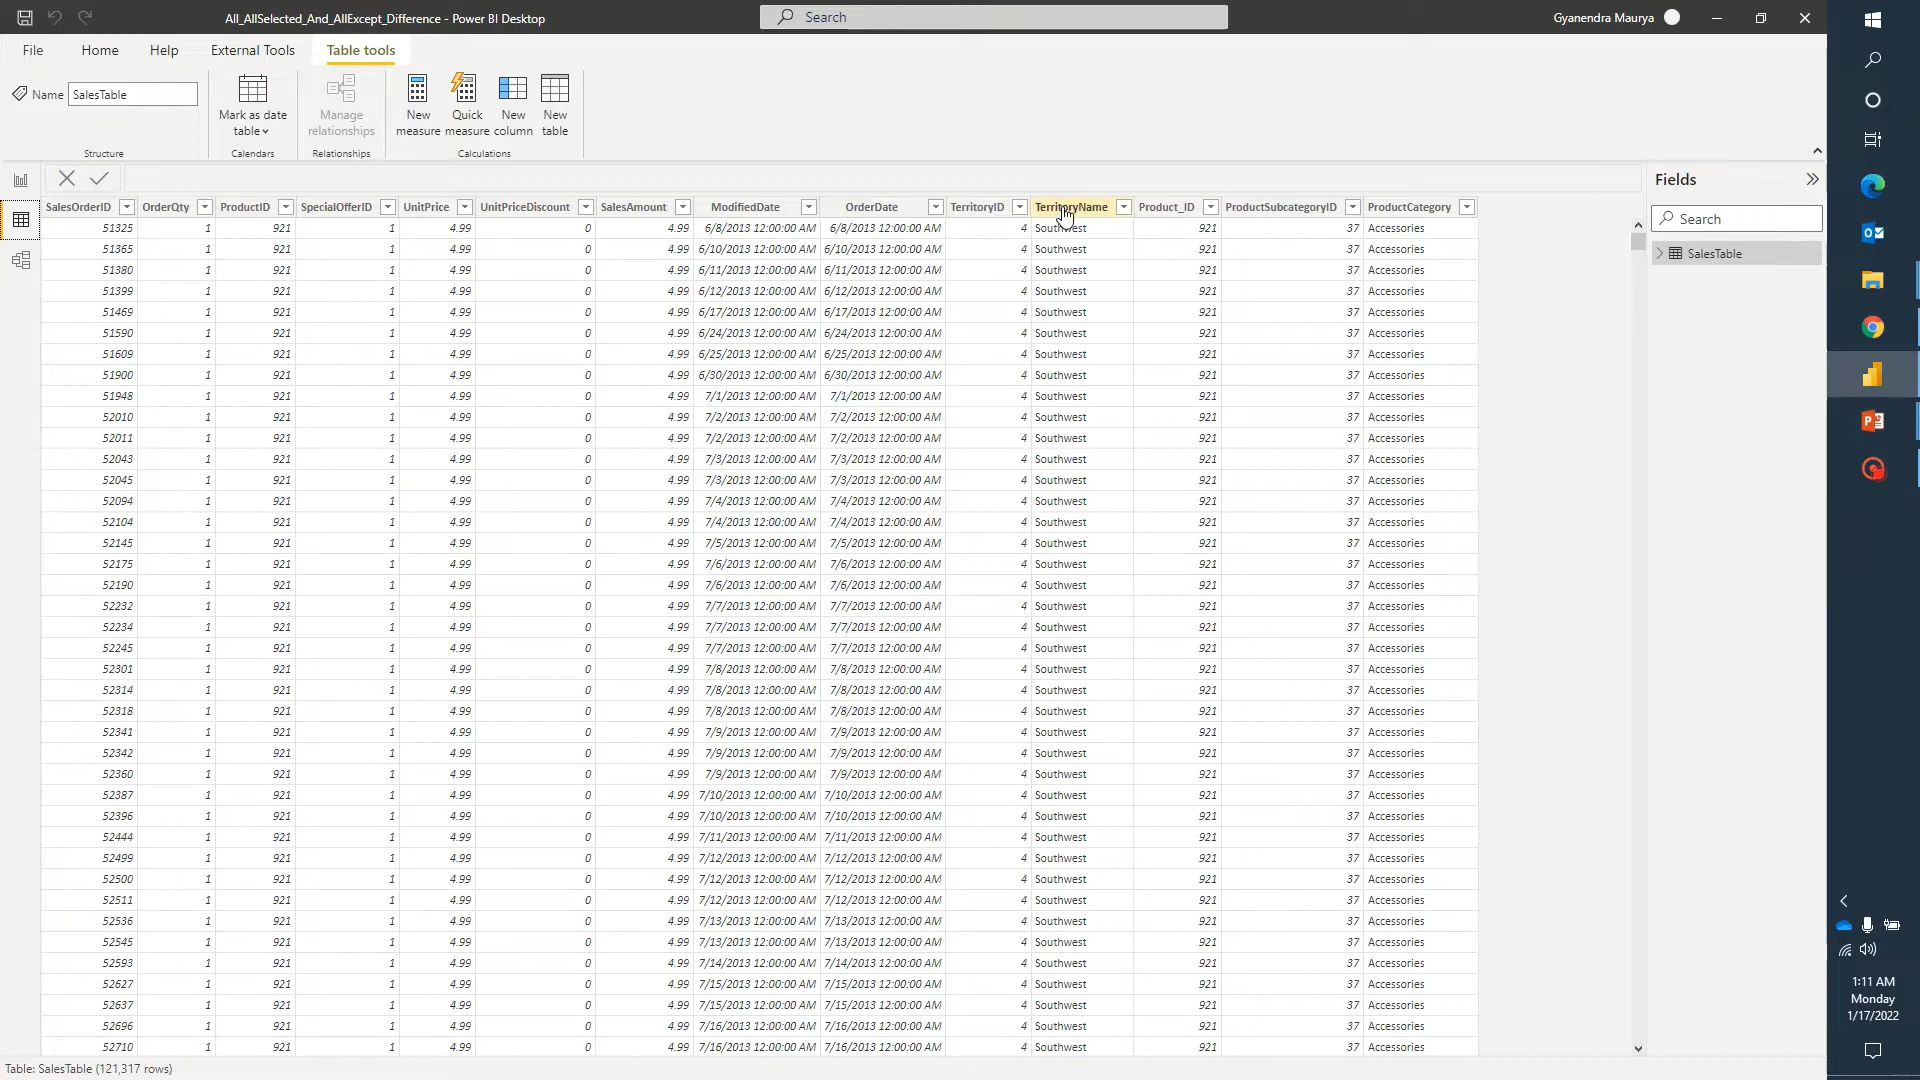 All_AllSelected_And_AllExcept_Difference - Power BI Desktop
Search
Gyanendra Maurya
File Home Help External Tools Table tools
Name SalesTable
Mark as date table
Manage relationships
New measure
Quick measure
New column
New table
Structure Calendars Relationships Calculations
Fields
Search
SalesTable
SalesOrderID OrderQty ProductID SpecialOfferID UnitPrice UnitPriceDiscount SalesAmount ModifiedDate OrderDate TerritoryID TerritoryName Product_ID ProductSubcategoryID ProductCategory
51325 1 921 1 4.99 0 4.99 6/8/2013 12:00:00 AM 6/8/2013 12:00:00 AM 4 Southwest 921 37 Accessories
51365 1 921 1 4.99 0 4.99 6/10/2013 12:00:00 AM 6/10/2013 12:00:00 AM 4 Southwest 921 37 Accessories
51380 1 921 1 4.99 0 4.99 6/11/2013 12:00:00 AM 6/11/2013 12:00:00 AM 4 Southwest 921 37 Accessories
51399 1 921 1 4.99 0 4.99 6/12/2013 12:00:00 AM 6/12/2013 12:00:00 AM 4 Southwest 921 37 Accessories
51469 1 921 1 4.99 0 4.99 6/17/2013 12:00:00 AM 6/17/2013 12:00:00 AM 4 Southwest 921 37 Accessories
51590 1 921 1 4.99 0 4.99 6/24/2013 12:00:00 AM 6/24/2013 12:00:00 AM 4 Southwest 921 37 Accessories
51609 1 921 1 4.99 0 4.99 6/25/2013 12:00:00 AM 6/25/2013 12:00:00 AM 4 Southwest 921 37 Accessories
51900 1 921 1 4.99 0 4.99 6/30/2013 12:00:00 AM 6/30/2013 12:00:00 AM 4 Southwest 921 37 Accessories
51948 1 921 1 4.99 0 4.99 7/1/2013 12:00:00 AM 7/1/2013 12:00:00 AM 4 Southwest 921 37 Accessories
52010 1 921 1 4.99 0 4.99 7/2/2013 12:00:00 AM 7/2/2013 12:00:00 AM 4 Southwest 921 37 Accessories
52011 1 921 1 4.99 0 4.99 7/2/2013 12:00:00 AM 7/2/2013 12:00:00 AM 4 Southwest 921 37 Accessories
52043 1 921 1 4.99 0 4.99 7/3/2013 12:00:00 AM 7/3/2013 12:00:00 AM 4 Southwest 921 37 Accessories
52045 1 921 1 4.99 0 4.99 7/3/2013 12:00:00 AM 7/3/2013 12:00:00 AM 4 Southwest 921 37 Accessories
52094 1 921 1 4.99 0 4.99 7/4/2013 12:00:00 AM 7/4/2013 12:00:00 AM 4 Southwest 921 37 Accessories
52104 1 921 1 4.99 0 4.99 7/4/2013 12:00:00 AM 7/4/2013 12:00:00 AM 4 Southwest 921 37 Accessories
52145 1 921 1 4.99 0 4.99 7/5/2013 12:00:00 AM 7/5/2013 12:00:00 AM 4 Southwest 921 37 Accessories
52175 1 921 1 4.99 0 4.99 7/6/2013 12:00:00 AM 7/6/2013 12:00:00 AM 4 Southwest 921 37 Accessories
52190 1 921 1 4.99 0 4.99 7/6/2013 12:00:00 AM 7/6/2013 12:00:00 AM 4 Southwest 921 37 Accessories
52232 1 921 1 4.99 0 4.99 7/7/2013 12:00:00 AM 7/7/2013 12:00:00 AM 4 Southwest 921 37 Accessories
52234 1 921 1 4.99 0 4.99 7/7/2013 12:00:00 AM 7/7/2013 12:00:00 AM 4 Southwest 921 37 Accessories
52245 1 921 1 4.99 0 4.99 7/7/2013 12:00:00 AM 7/7/2013 12:00:00 AM 4 Southwest 921 37 Accessories
52301 1 921 1 4.99 0 4.99 7/8/2013 12:00:00 AM 7/8/2013 12:00:00 AM 4 Southwest 921 37 Accessories
52314 1 921 1 4.99 0 4.99 7/8/2013 12:00:00 AM 7/8/2013 12:00:00 AM 4 Southwest 921 37 Accessories
52318 1 921 1 4.99 0 4.99 7/8/2013 12:00:00 AM 7/8/2013 12:00:00 AM 4 Southwest 921 37 Accessories
52341 1 921 1 4.99 0 4.99 7/9/2013 12:00:00 AM 7/9/2013 12:00:00 AM 4 Southwest 921 37 Accessories
52342 1 921 1 4.99 0 4.99 7/9/2013 12:00:00 AM 7/9/2013 12:00:00 AM 4 Southwest 921 37 Accessories
52360 1 921 1 4.99 0 4.99 7/9/2013 12:00:00 AM 7/9/2013 12:00:00 AM 4 Southwest 921 37 Accessories
52387 1 921 1 4.99 0 4.99 7/10/2013 12:00:00 AM 7/10/2013 12:00:00 AM 4 Southwest 921 37 Accessories
52396 1 921 1 4.99 0 4.99 7/10/2013 12:00:00 AM 7/10/2013 12:00:00 AM 4 Southwest 921 37 Accessories
52444 1 921 1 4.99 0 4.99 7/11/2013 12:00:00 AM 7/11/2013 12:00:00 AM 4 Southwest 921 37 Accessories
52499 1 921 1 4.99 0 4.99 7/12/2013 12:00:00 AM 7/12/2013 12:00:00 AM 4 Southwest 921 37 Accessories
52500 1 921 1 4.99 0 4.99 7/12/2013 12:00:00 AM 7/12/2013 12:00:00 AM 4 Southwest 921 37 Accessories
52511 1 921 1 4.99 0 4.99 7/12/2013 12:00:00 AM 7/12/2013 12:00:00 AM 4 Southwest 921 37 Accessories
52536 1 921 1 4.99 0 4.99 7/13/2013 12:00:00 AM 7/13/2013 12:00:00 AM 4 Southwest 921 37 Accessories
52545 1 921 1 4.99 0 4.99 7/13/2013 12:00:00 AM 7/13/2013 12:00:00 AM 4 Southwest 921 37 Accessories
52593 1 921 1 4.99 0 4.99 7/14/2013 12:00:00 AM 7/14/2013 12:00:00 AM 4 Southwest 921 37 Accessories
52627 1 921 1 4.99 0 4.99 7/15/2013 12:00:00 AM 7/15/2013 12:00:00 AM 4 Southwest 921 37 Accessories
52637 1 921 1 4.99 0 4.99 7/15/2013 12:00:00 AM 7/15/2013 12:00:00 AM 4 Southwest 921 37 Accessories
52696 1 921 1 4.99 0 4.99 7/16/2013 12:00:00 AM 7/16/2013 12:00:00 AM 4 Southwest 921 37 Accessories
52710 1 921 1 4.99 0 4.99 7/16/2013 12:00:00 AM 7/16/2013 12:00:00 AM 4 Southwest 921 37 Accessories
Table: SalesTable (121,317 rows)
1:11 AM
Monday
1/17/2022